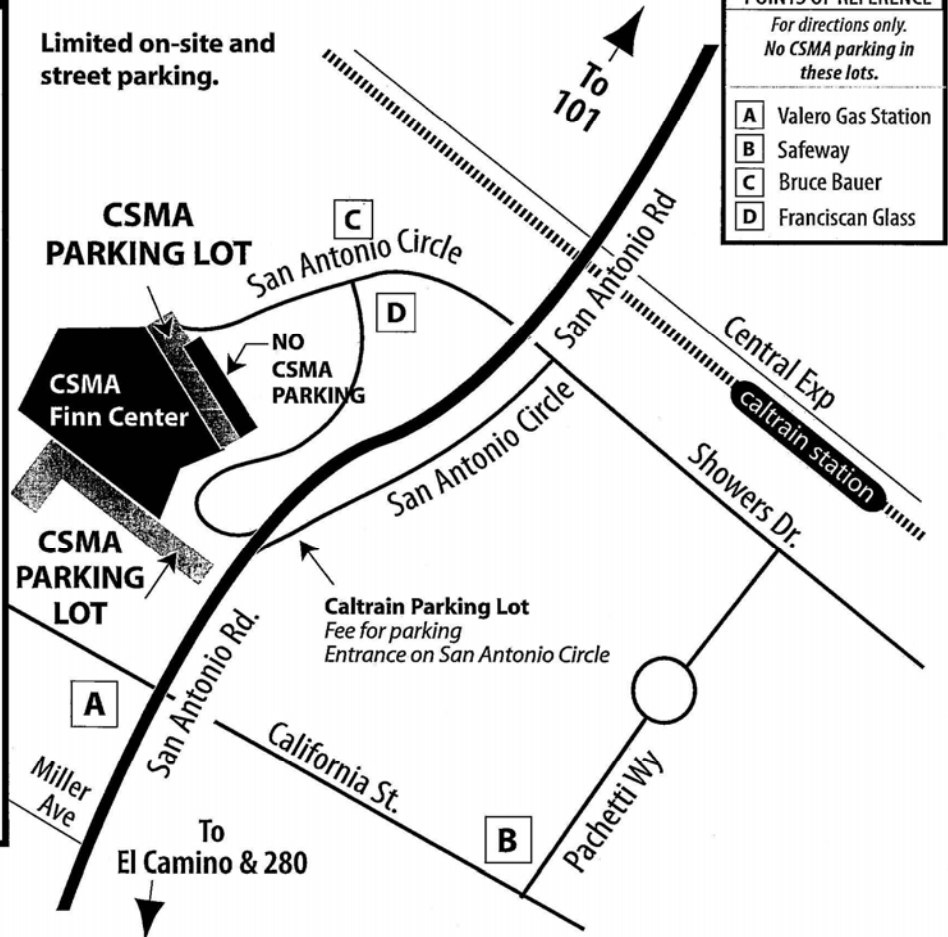 Limited on-site and
street parking.
To
101
POINTS OF REFERENCE
For directions only.
No CSMA parking in
these lots.
A Valero Gas Station
B Safeway
C Bruce Bauer
D Franciscan Glass
CSMA
PARKING LOT
C
San Antonio Circle
D
San Antonio Rd
NO
CSMA
PARKING
CSMA
Finn Center
Central Exp
caltrain station
San Antonio Circle
Showers Dr.
CSMA
PARKING
LOT
Caltrain Parking Lot
Fee for parking
Entrance on San Antonio Circle
A
San Antonio Rd.
California St.
Miller
Ave
B
Pachetti Wy
To
El Camino & 280